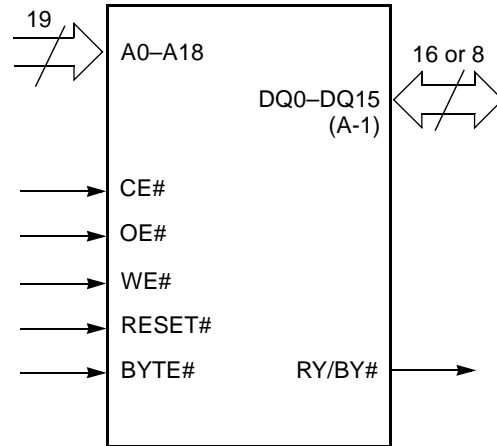 19
A0–A18
16 or 8
DQ0–DQ15
(A-1)
CE#
OE#
WE#
RESET#
BYTE#
RY/BY#